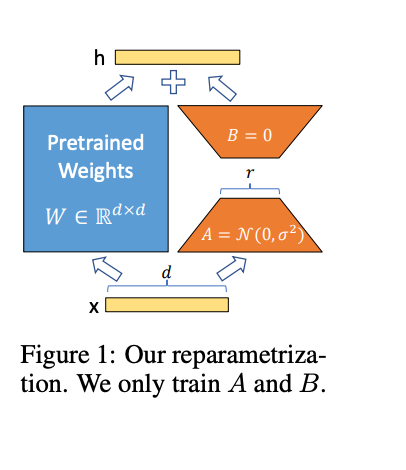 h
B = 0
Pretrained
Weights
r
W ∈ ℝ^{d×d}
A = 𝒩(0, σ²)
d
x
Figure 1: Our reparametriza-
tion. We only train A and B.